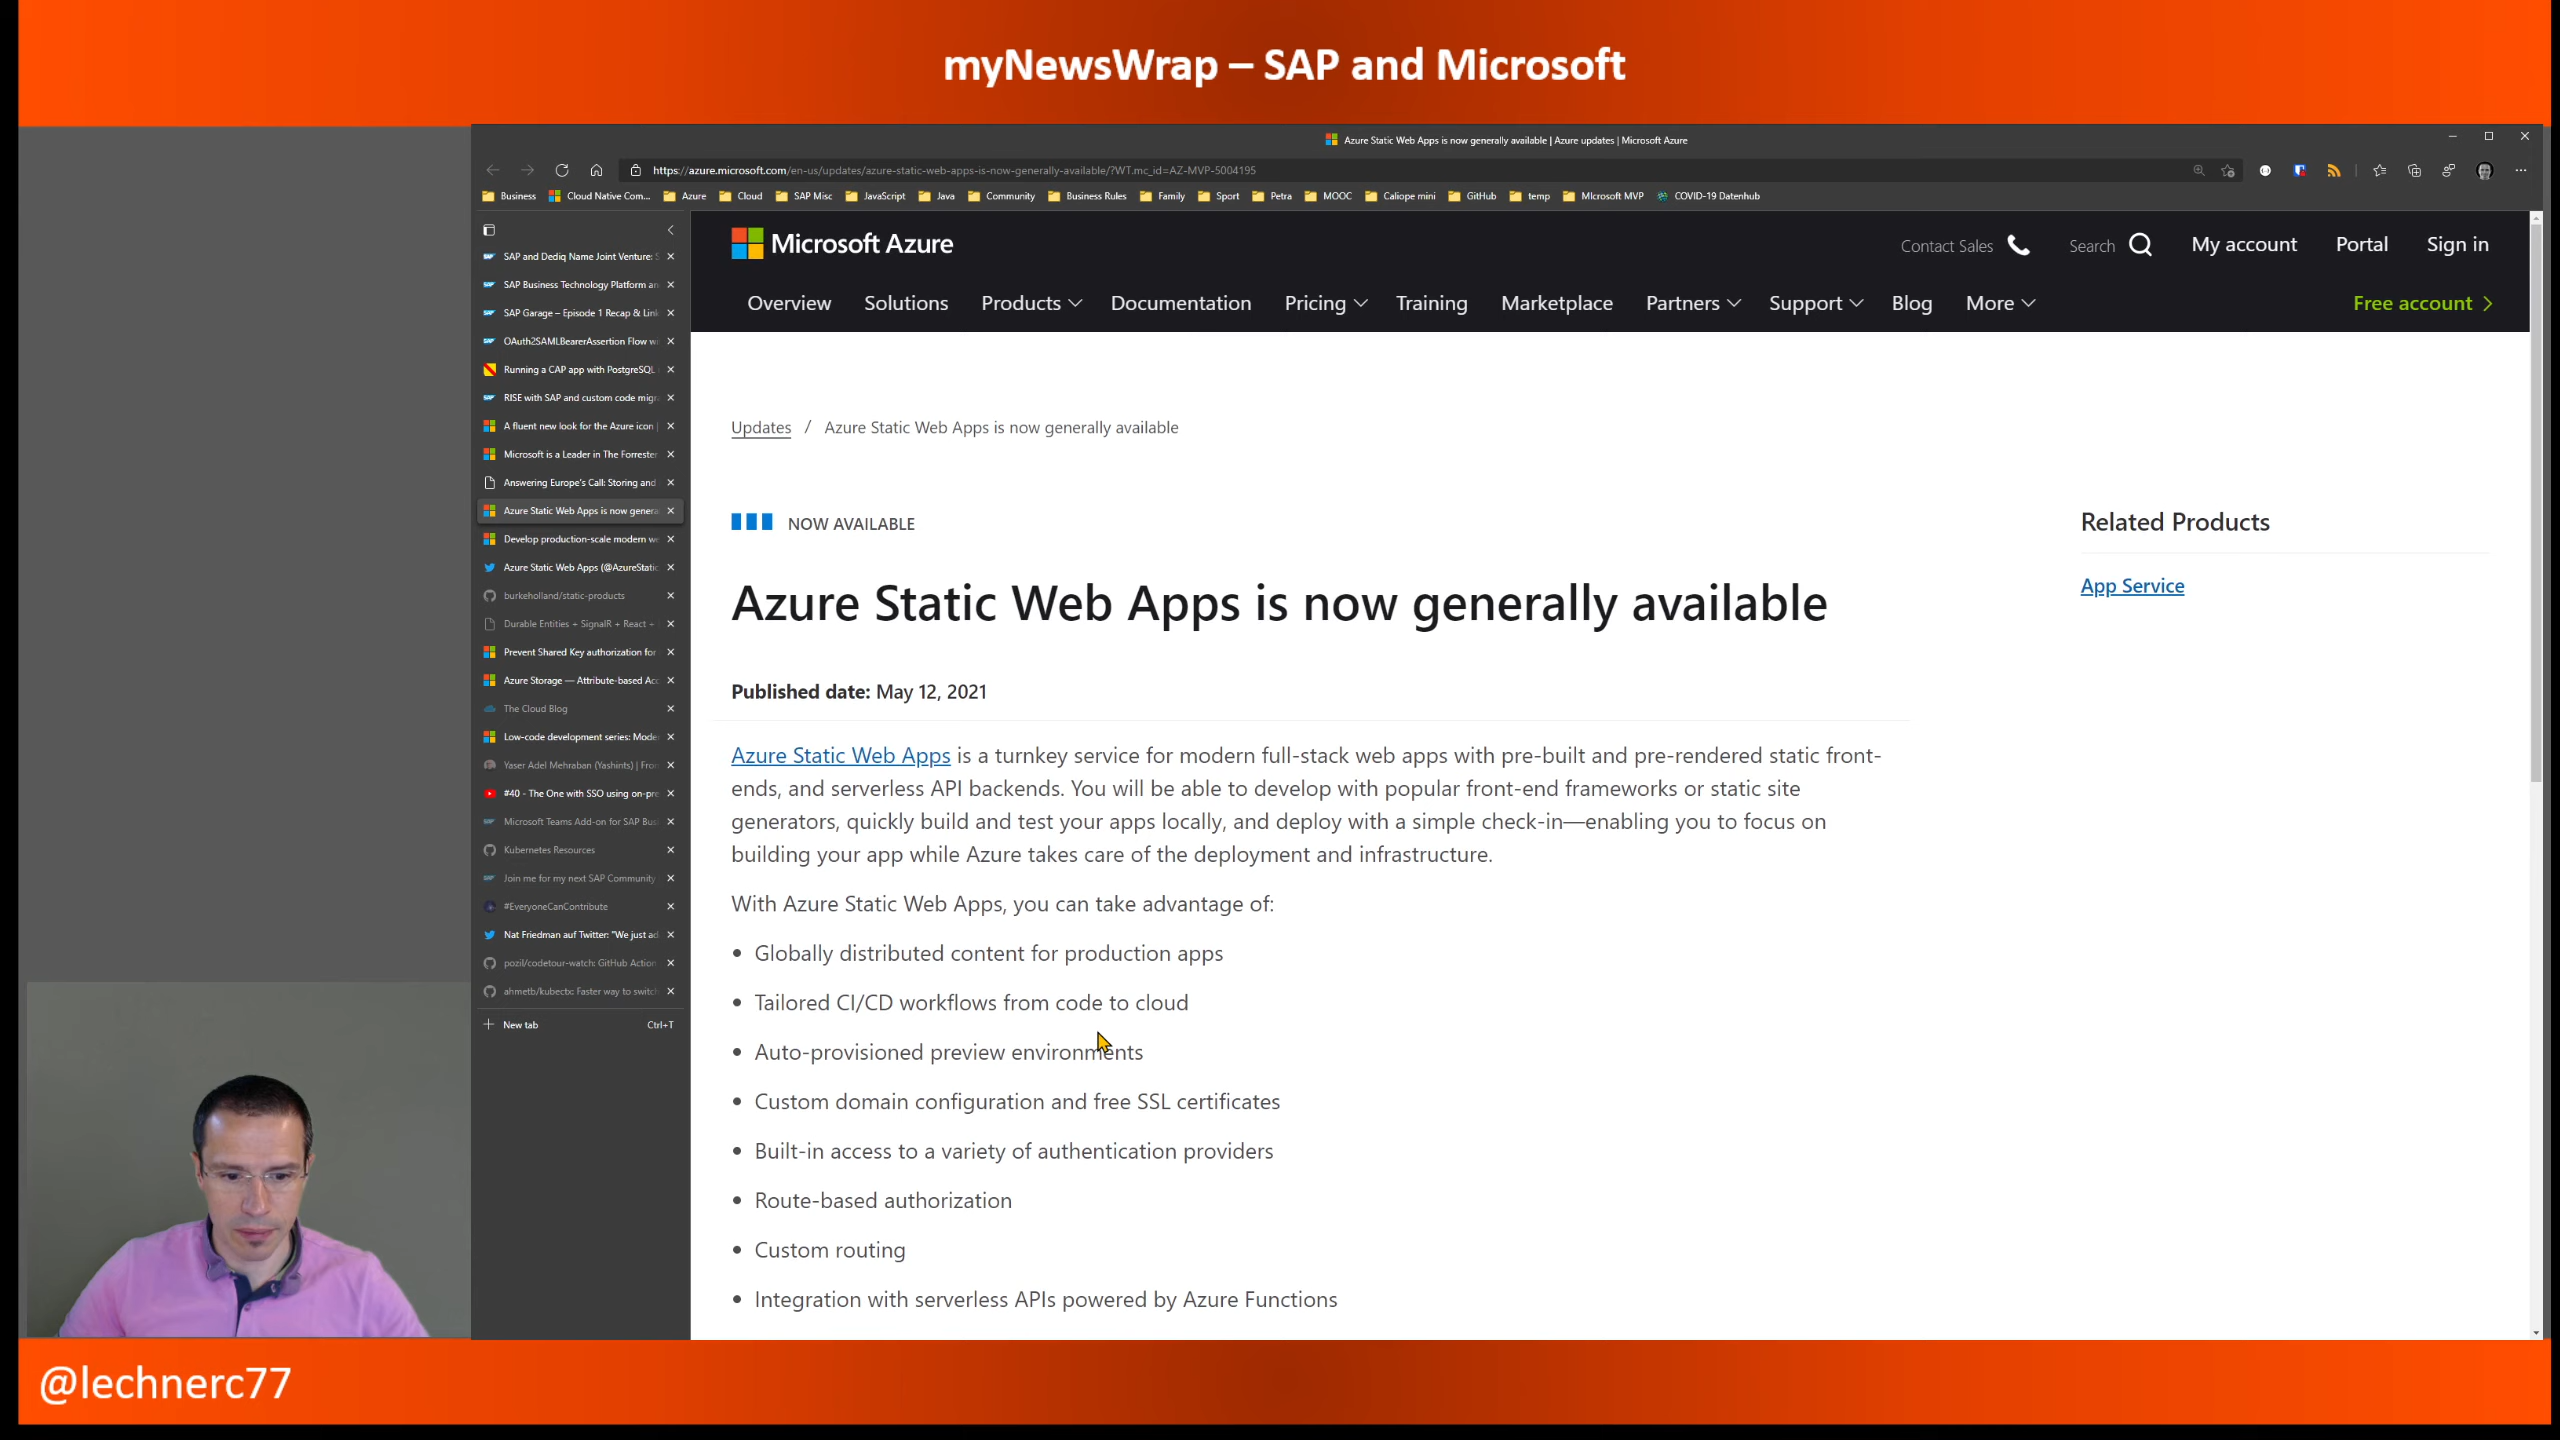 myNewsWrap – SAP and Microsoft
Azure Static Web Apps is now generally available | Azure updates | Microsoft Azure
https://azure.microsoft.com/en-us/updates/azure-static-web-apps-is-now-generally-available/?WT.mc_id=AZ-MVP-5004195
Business Cloud Native Com... Azure Cloud SAP Misc JavaScript Java Community Business Rules Family Sport Petra MOOC Caliope mini GitHub temp MIcrosoft MVP COVID-19 Datenhub
SAP and Dediq Name Joint Venture:
SAP Business Technology Platform an
SAP Garage – Episode 1 Recap & Lin
OAuth2SAMLBearerAssertion Flow w
Running a CAP app with PostgreSQL
RISE with SAP and custom code migr
A fluent new look for the Azure icon |
Microsoft is a Leader in The Forrester
Answering Europe's Call: Storing and
Azure Static Web Apps is now genera
Develop production-scale modern w
Azure Static Web Apps (@AzureStatic
burkeholland/static-products
Durable Entities + SignalR + React +
Prevent Shared Key authorization for
Azure Storage — Attribute-based Acc
The Cloud Blog
Low-code development series: Mode
Yaser Adel Mehraban (Yashints) | Fron
#40 - The One with SSO using on-pre
Microsoft Teams Add-on for SAP Bus
Kubernetes Resources
Join me for my next SAP Community
#EveryoneCanContribute
Nat Friedman auf Twitter: "We just ad
pozil/codetour-watch: GitHub Action
ahmetb/kubectx: Faster way to switch
New tab Ctrl+T
Microsoft Azure
Contact Sales Search My account Portal Sign in
Overview Solutions Products Documentation Pricing Training Marketplace Partners Support Blog More Free account
Updates / Azure Static Web Apps is now generally available
NOW AVAILABLE
Azure Static Web Apps is now generally available
Published date: May 12, 2021
Azure Static Web Apps is a turnkey service for modern full-stack web apps with pre-built and pre-rendered static front-
ends, and serverless API backends. You will be able to develop with popular front-end frameworks or static site
generators, quickly build and test your apps locally, and deploy with a simple check-in—enabling you to focus on
building your app while Azure takes care of the deployment and infrastructure.
With Azure Static Web Apps, you can take advantage of:
• Globally distributed content for production apps
• Tailored CI/CD workflows from code to cloud
• Auto-provisioned preview environments
• Custom domain configuration and free SSL certificates
• Built-in access to a variety of authentication providers
• Route-based authorization
• Custom routing
• Integration with serverless APIs powered by Azure Functions
Related Products
App Service
@lechnerc77